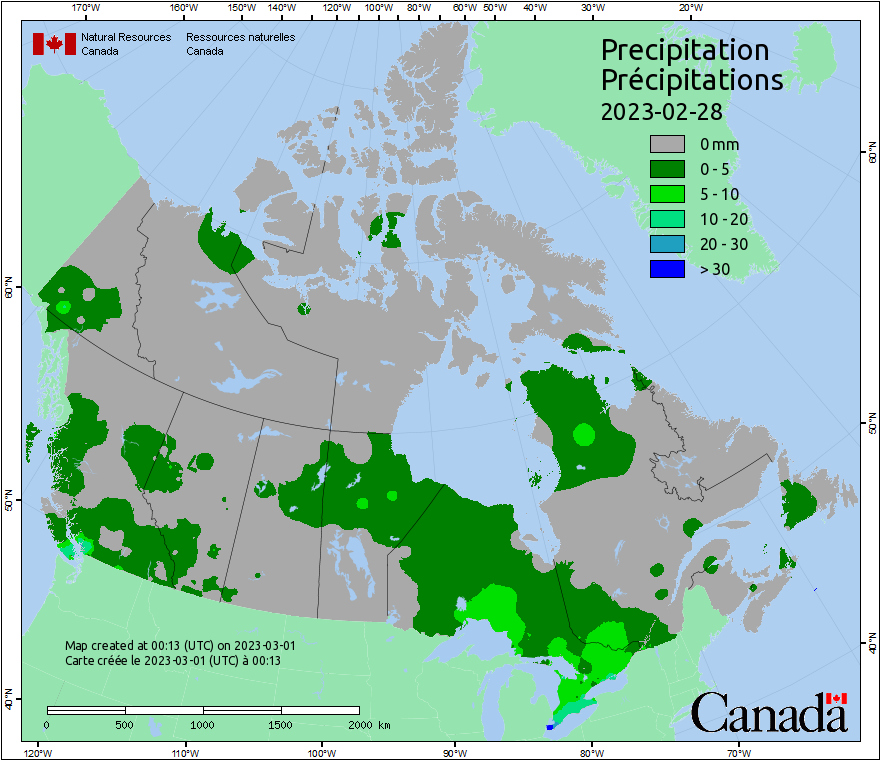 170°W 160°W 150°W 140°W 130°W 120°W 110°W 100°W 90°W 80°W 60°W 50°W 40°W 30°W 20°W
Natural Resources Ressources naturelles
Canada Canada
Precipitation
Précipitations
2023-02-28
0 mm
0 - 5
5 - 10
10 - 20
20 - 30
> 30
60°N
60°N
50°N
50°N
40°N
40°N
Map created at 00:13 (UTC) on 2023-03-01
Carte créée le 2023-03-01 (UTC) à 00:13
0 500 1000 1500 2000 km
Canada
120°W 110°W 100°W 90°W 80°W 70°W